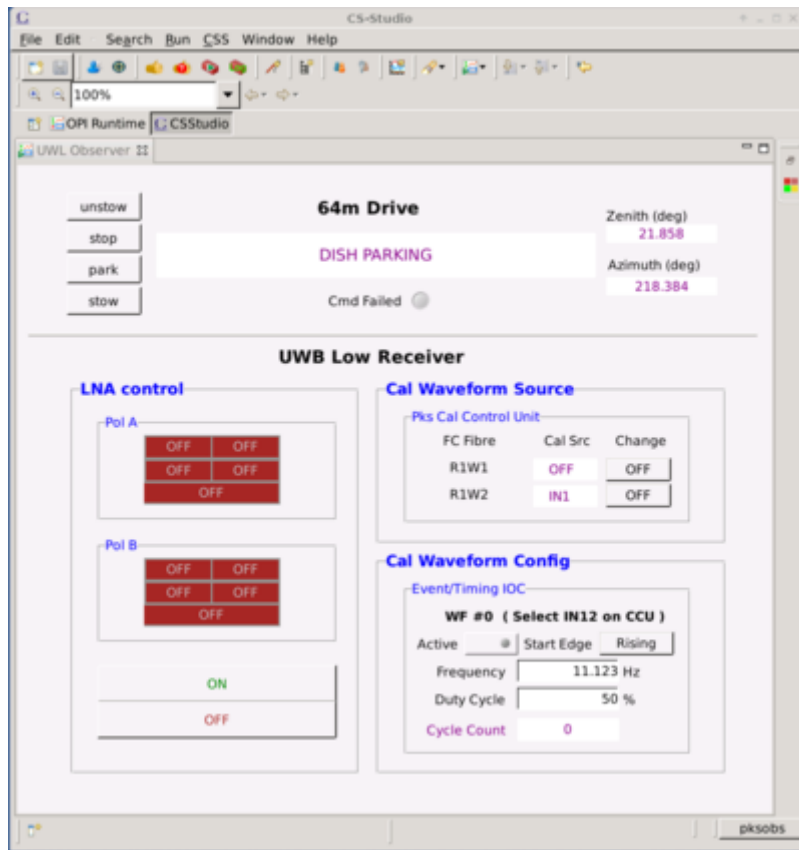 CS-Studio
File Edit Search Run CSS Window Help
100%
OPI Runtime CSStudio
UWL Observer
unstow
stop
park
stow
64m Drive
DISH PARKING
Cmd Failed
Zenith (deg)
21.858
Azimuth (deg)
218.384
UWB Low Receiver
LNA control
Pol A
OFF OFF
OFF OFF
OFF
Pol B
OFF OFF
OFF OFF
OFF
ON
OFF
Cal Waveform Source
Pks Cal Control Unit
FC Fibre Cal Src Change
R1W1 OFF OFF
R1W2 IN1 OFF
Cal Waveform Config
Event/Timing IOC
WF #0 ( Select IN12 on CCU )
Active Start Edge Rising
Frequency 11.123 Hz
Duty Cycle 50 %
Cycle Count 0
pksobs